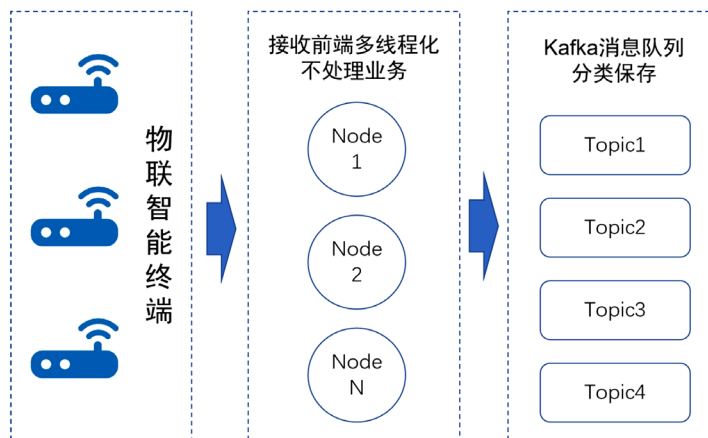 物联智能终端
接收前端多线程化
不处理业务
Node
1
Node
2
Node
N
Kafka消息队列
分类保存
Topic1
Topic2
Topic3
Topic4